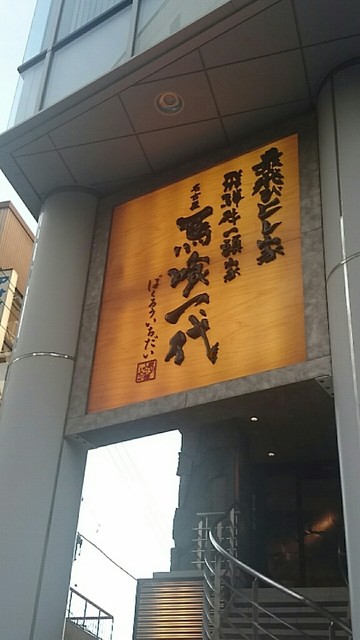 飛騨牛一頭家
名古屋
馬喰一代
ばくろう、いちだい